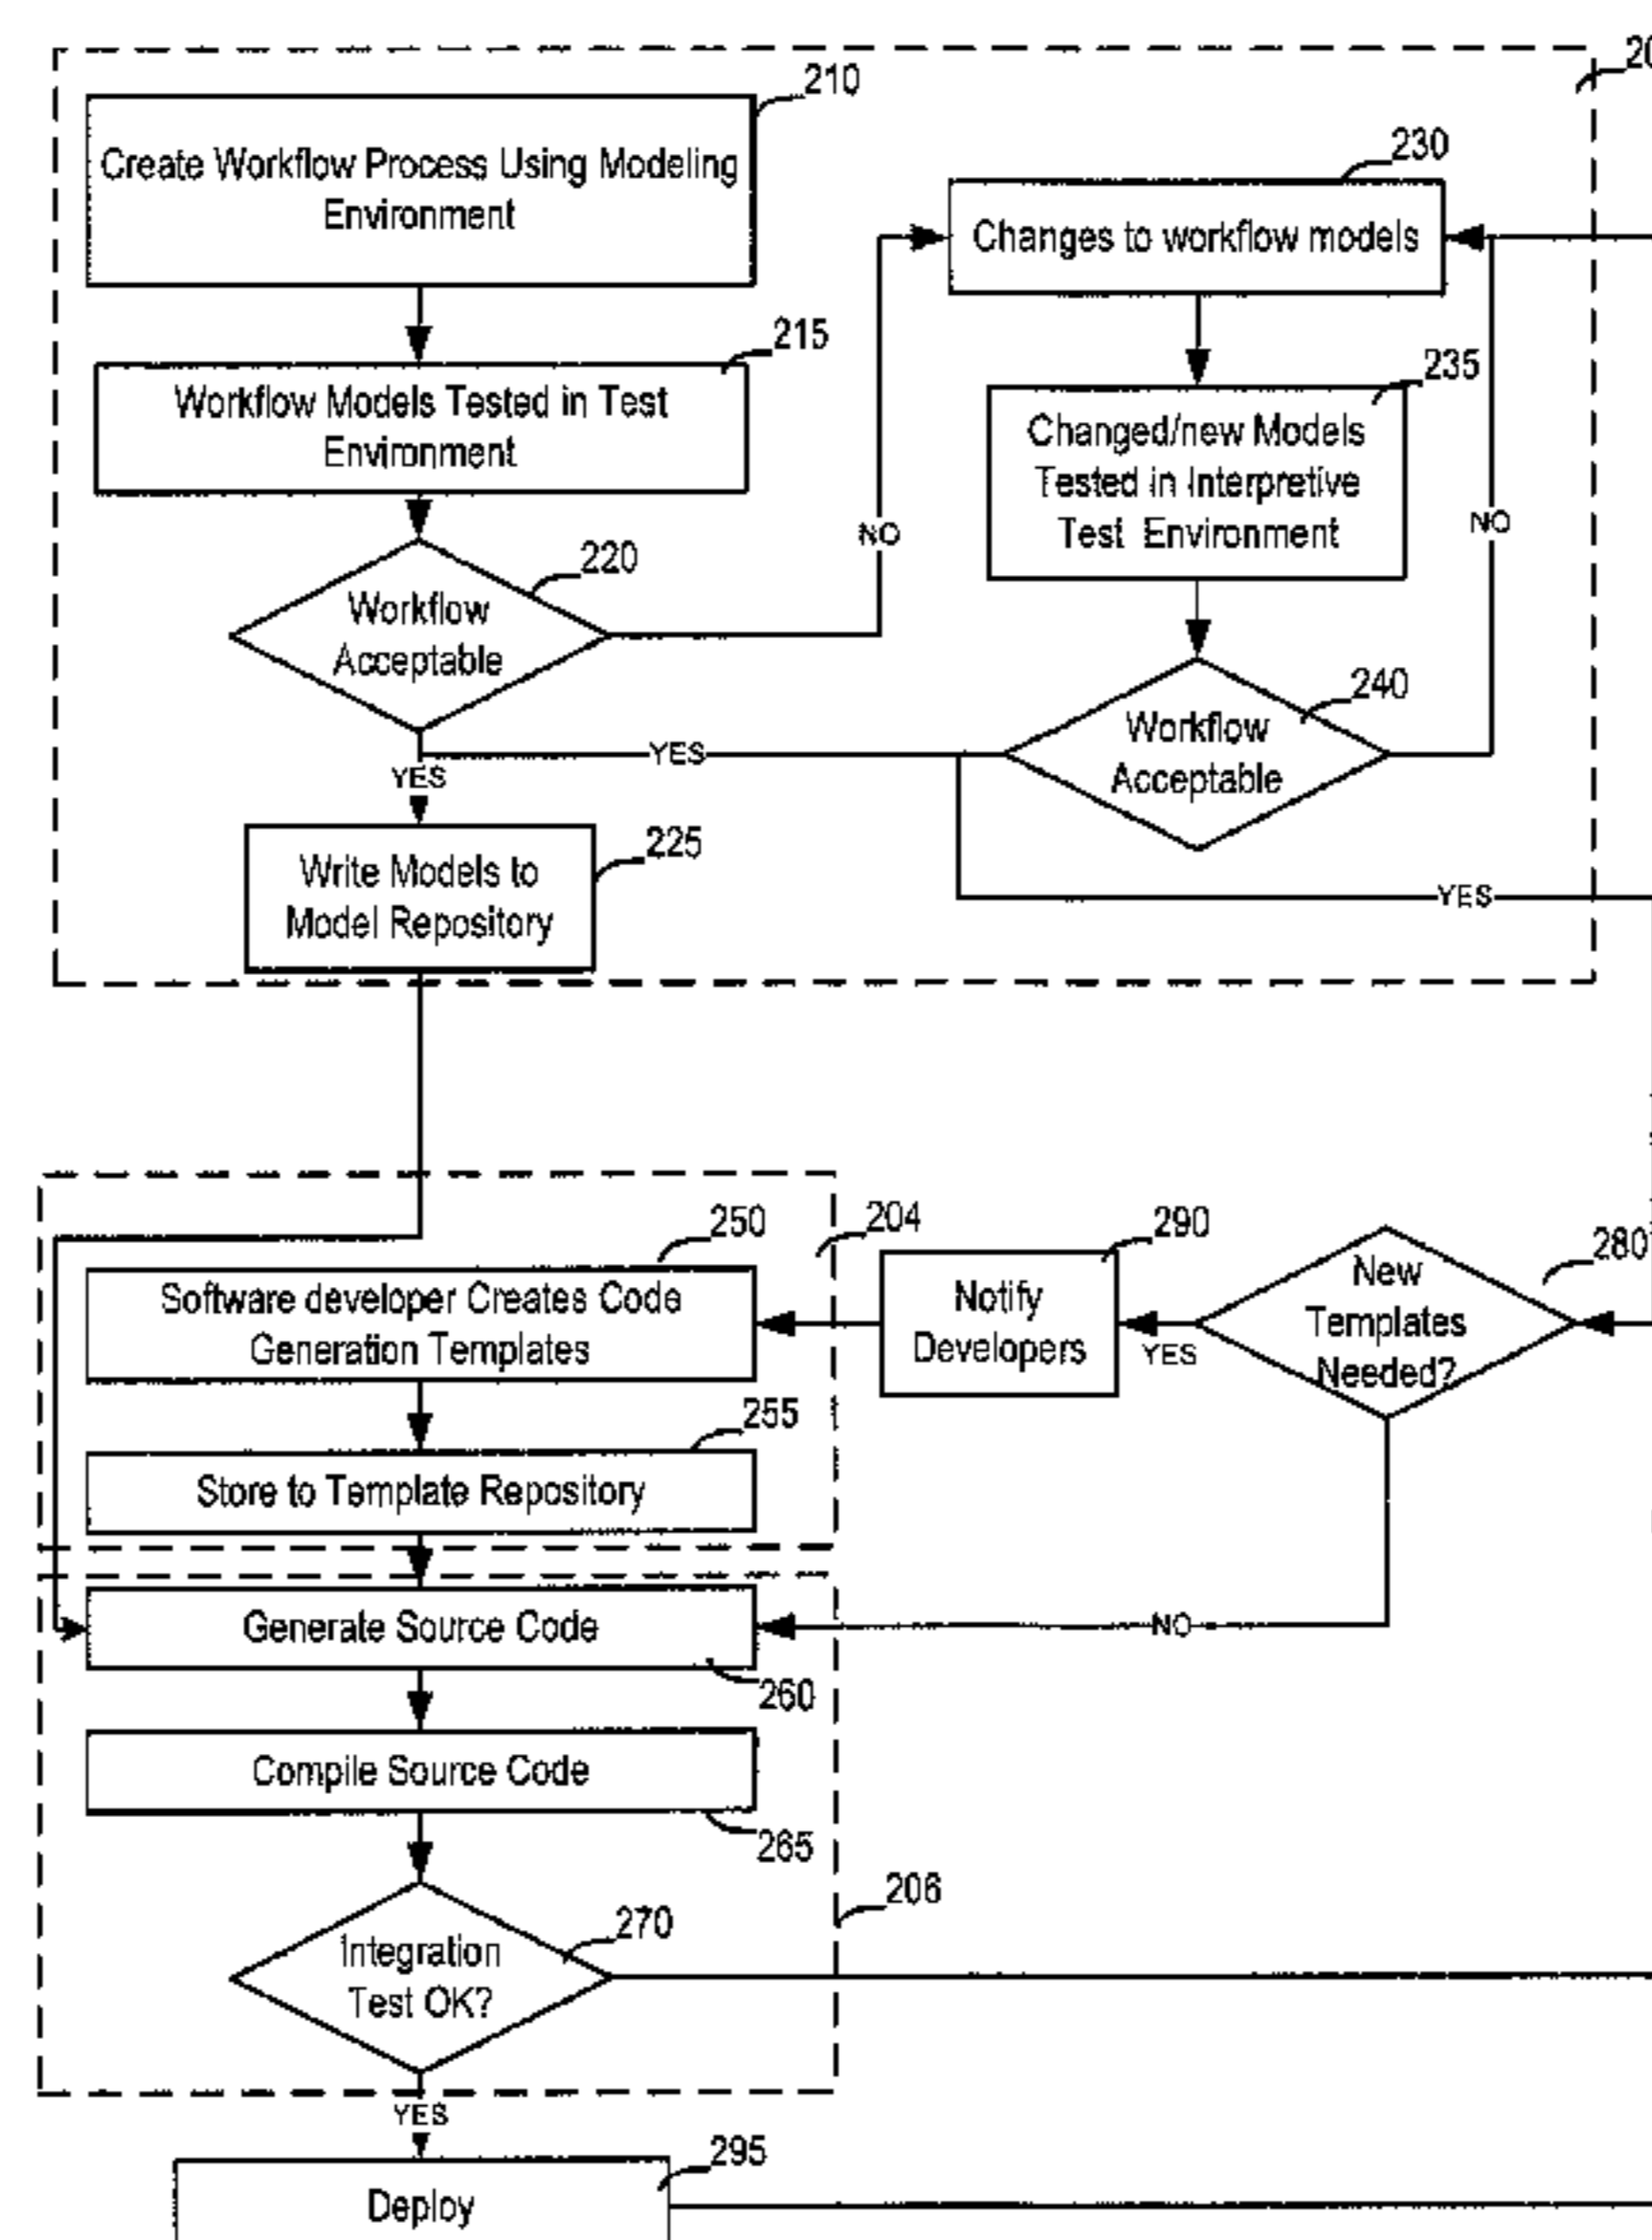 20
210
Create Workflow Process Using Modeling
Environment
230
Changes to workflow models
215
Workflow Models Tested in Test
Environment
235
Changed/new Models
Tested in Interpretive
Test Environment
NO
NO
220
Workflow
Acceptable
240
Workflow
Acceptable
YES
YES
225
Write Models to
Model Repository
YES
250
204
290
280
Software developer Creates Code
Generation Templates
Notify
Developers
YES
New
Templates
Needed?
255
Store to Template Repository
Generate Source Code
NO
260
Compile Source Code
265
206
270
Integration
Test OK?
YES
295
Deploy